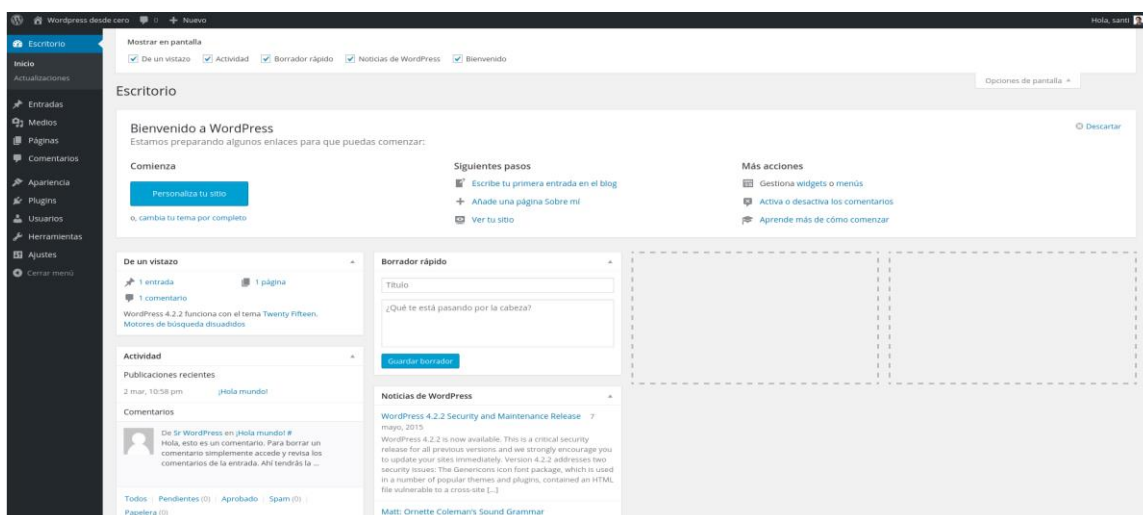 Wordpress desde cero 0 + Nuevo
Hola, santi
Escritorio
Inicio
Actualizaciones
Entradas
Medios
Páginas
Comentarios
Apariencia
Plugins
Usuarios
Herramientas
Ajustes
Cerrar menú
Mostrar en pantalla
De un vistazo Actividad Borrador rápido Noticias de WordPress Bienvenido
Opciones de pantalla
Escritorio
Bienvenido a WordPress
Descartar
Estamos preparando algunos enlaces para que puedas comenzar:
Comienza
Personaliza tu sitio
o, cambia tu tema por completo
Siguientes pasos
Escribe tu primera entrada en el blog
Añade una página Sobre mí
Ver tu sitio
Más acciones
Gestiona widgets o menús
Activa o desactiva los comentarios
Aprende más de cómo comenzar
De un vistazo
1 entrada 1 página
1 comentario
WordPress 4.2.2 funciona con el tema Twenty Fifteen.
Motores de búsqueda disuadidos
Actividad
Publicaciones recientes
2 mar, 10:58 pm ¡Hola mundo!
Comentarios
De Sr WordPress en ¡Hola mundo! #
Hola, esto es un comentario. Para borrar un
comentario simplemente accede y revisa los
comentarios de la entrada. Ahí tendrás la ...
Todos | Pendientes (0) | Aprobado | Spam (0) |
Papelera (0)
Borrador rápido
Título
¿Qué te está pasando por la cabeza?
Guardar borrador
Noticias de WordPress
WordPress 4.2.2 Security and Maintenance Release 7
mayo, 2015
WordPress 4.2.2 is now available. This is a critical security
release for all previous versions and we strongly encourage you
to update your sites immediately. Version 4.2.2 addresses two
security issues: The Genericons icon font package, which is used
in a number of popular themes and plugins, contained an HTML
file vulnerable to a cross-site [...]
Matt: Ornette Coleman's Sound Grammar